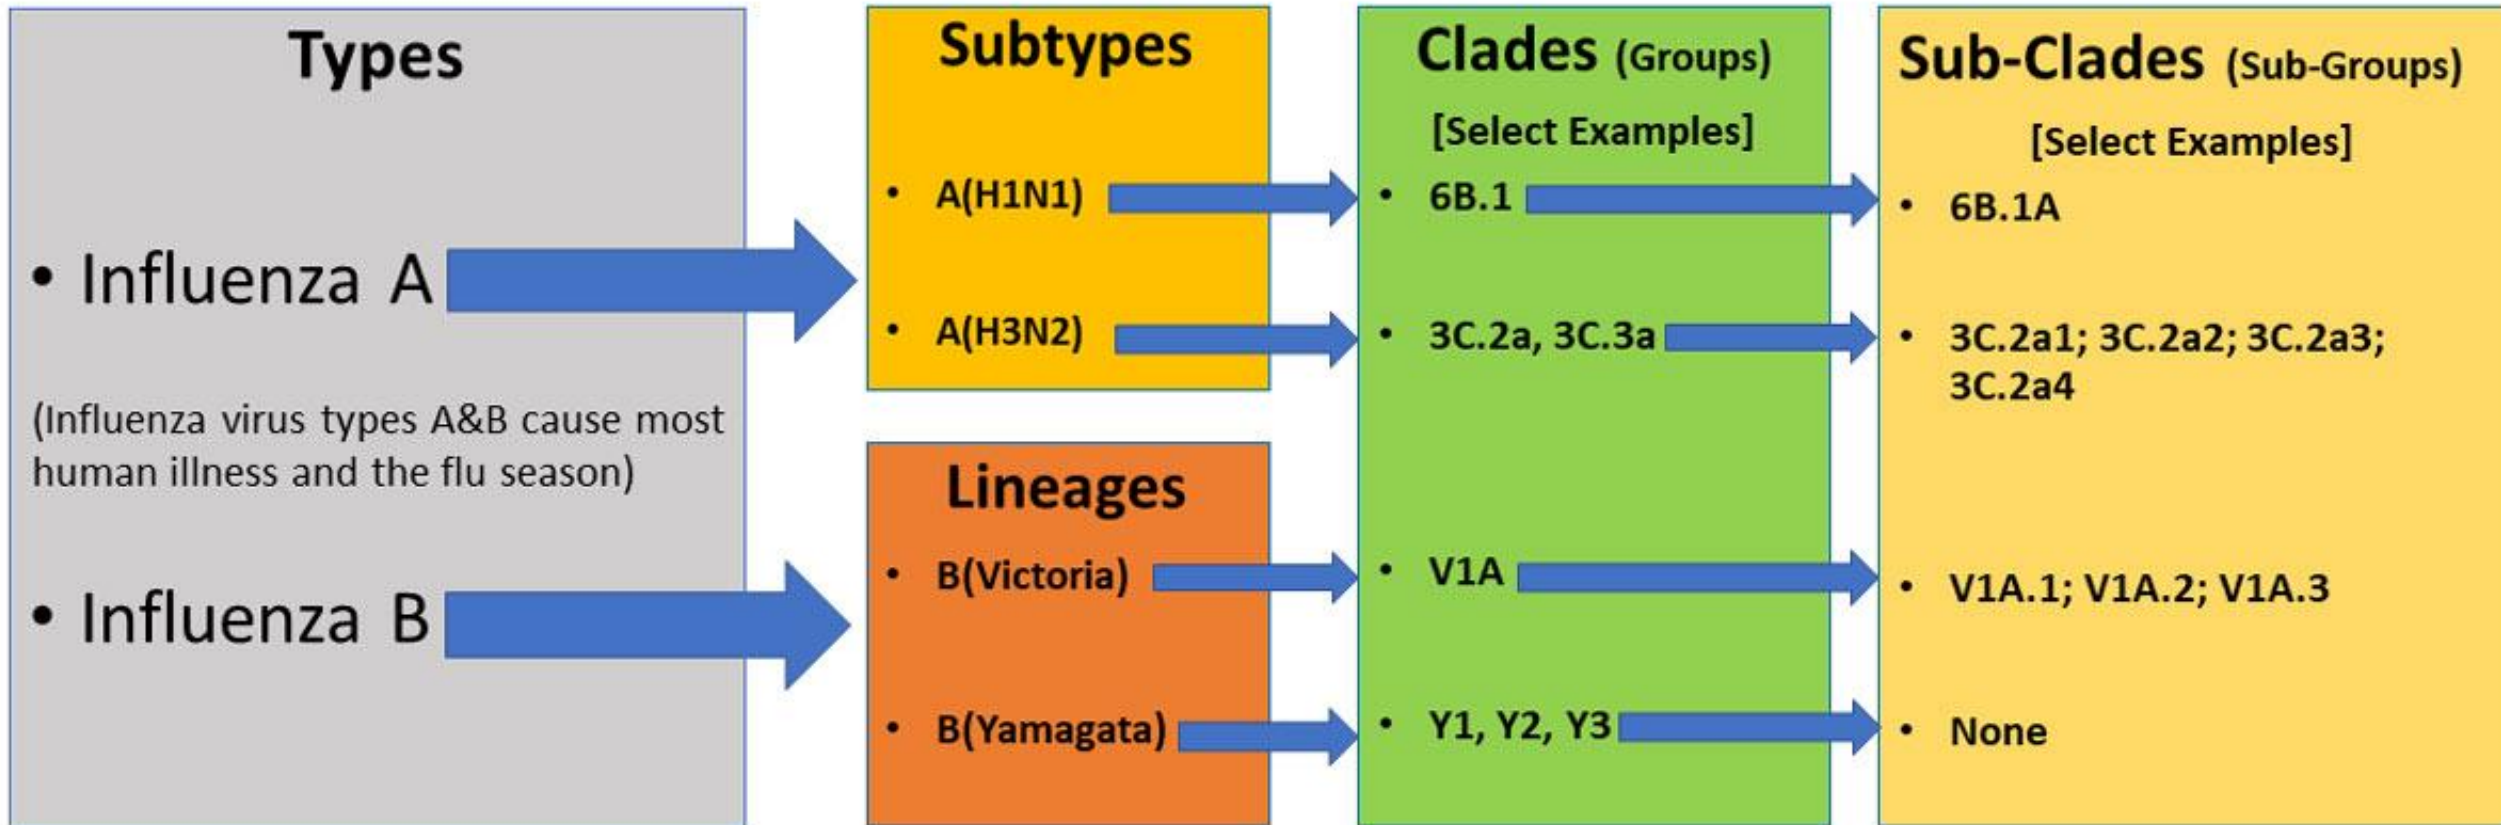 Types
• Influenza A
(Influenza virus types A&B cause most
human illness and the flu season)
• Influenza B
Subtypes
• A(H1N1)
• A(H3N2)
Lineages
• B(Victoria)
• B(Yamagata)
Clades (Groups)
[Select Examples]
• 6B.1
• 3C.2a, 3C.3a
• V1A
• Y1, Y2, Y3
Sub-Clades (Sub-Groups)
[Select Examples]
• 6B.1A
• 3C.2a1; 3C.2a2; 3C.2a3;
3C.2a4
• V1A.1; V1A.2; V1A.3
• None